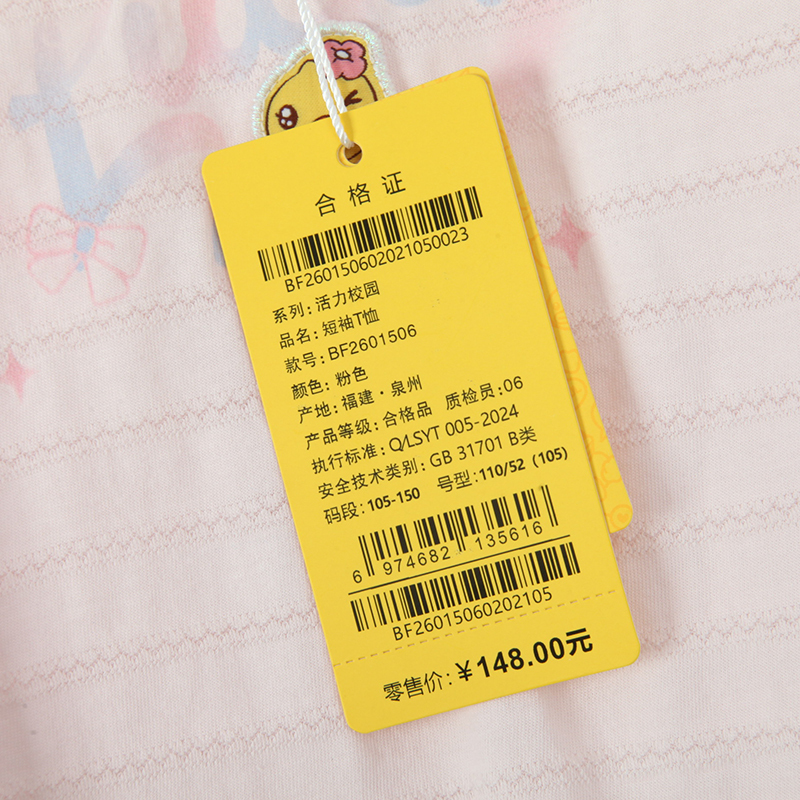 合格证
BF260150602021050023
系列:活力校园
品名:短袖T恤
款号:BF2601506
颜色:粉色
产地:福建·泉州
产品等级:合格品 质检员:06
执行标准:Q/LSYT 005-2024
安全技术类别:GB 31701 B类
码段:105-150 号型:110/52（105）
6 974682 135616
BF26015060202105
零售价:￥148.00元